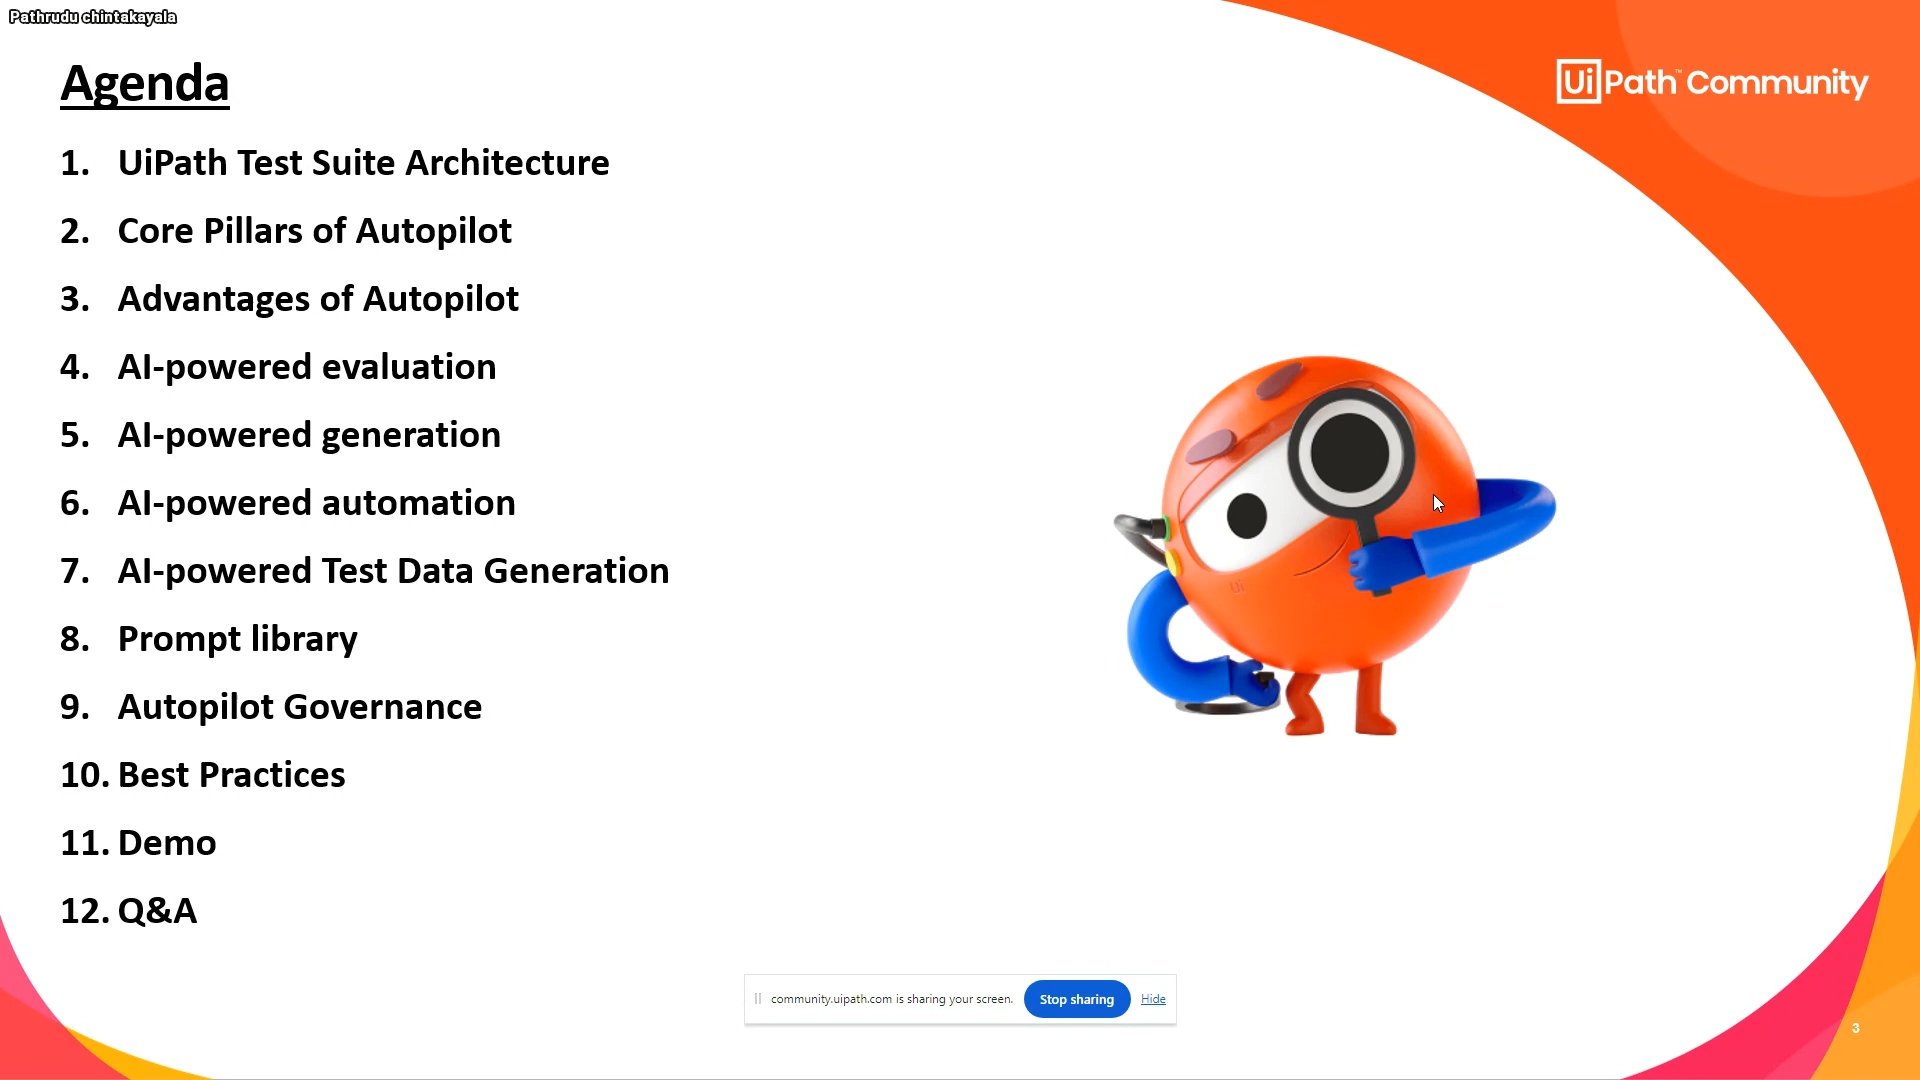 Pathrudu chintakayala
Agenda
UiPath™ Community
1. UiPath Test Suite Architecture
2. Core Pillars of Autopilot
3. Advantages of Autopilot
4. AI-powered evaluation
5. AI-powered generation
6. AI-powered automation
7. AI-powered Test Data Generation
8. Prompt library
9. Autopilot Governance
10. Best Practices
11. Demo
12. Q&A
Ui
community.uipath.com is sharing your screen. Stop sharing Hide
3